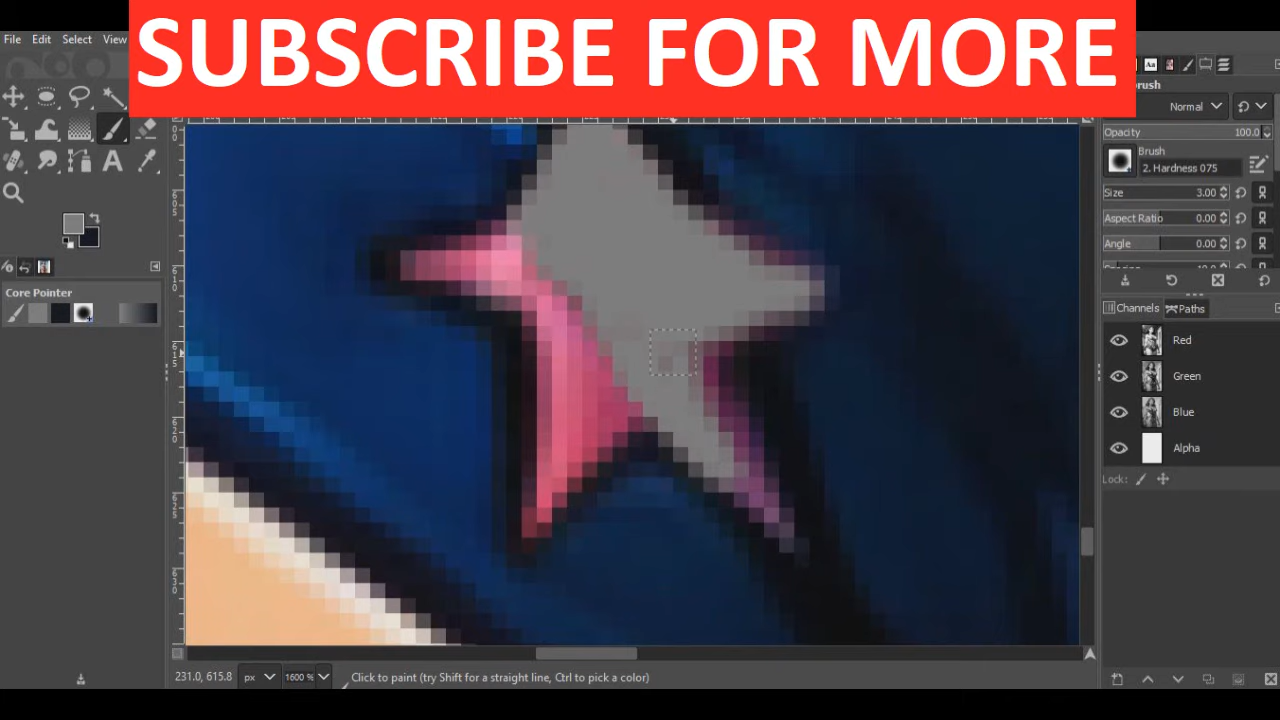 SUBSCRIBE FOR MORE
File Edit Select View
Normal
Opacity 100.0
Brush
2. Hardness 075
Size 3.00
Aspect Ratio 0.00
Angle 0.00
Core Pointer
Channels Paths
Red
Green
Blue
Alpha
Lock:
231.0, 615.8 px 1600 % Click to paint (try Shift for a straight line, Ctrl to pick a color)